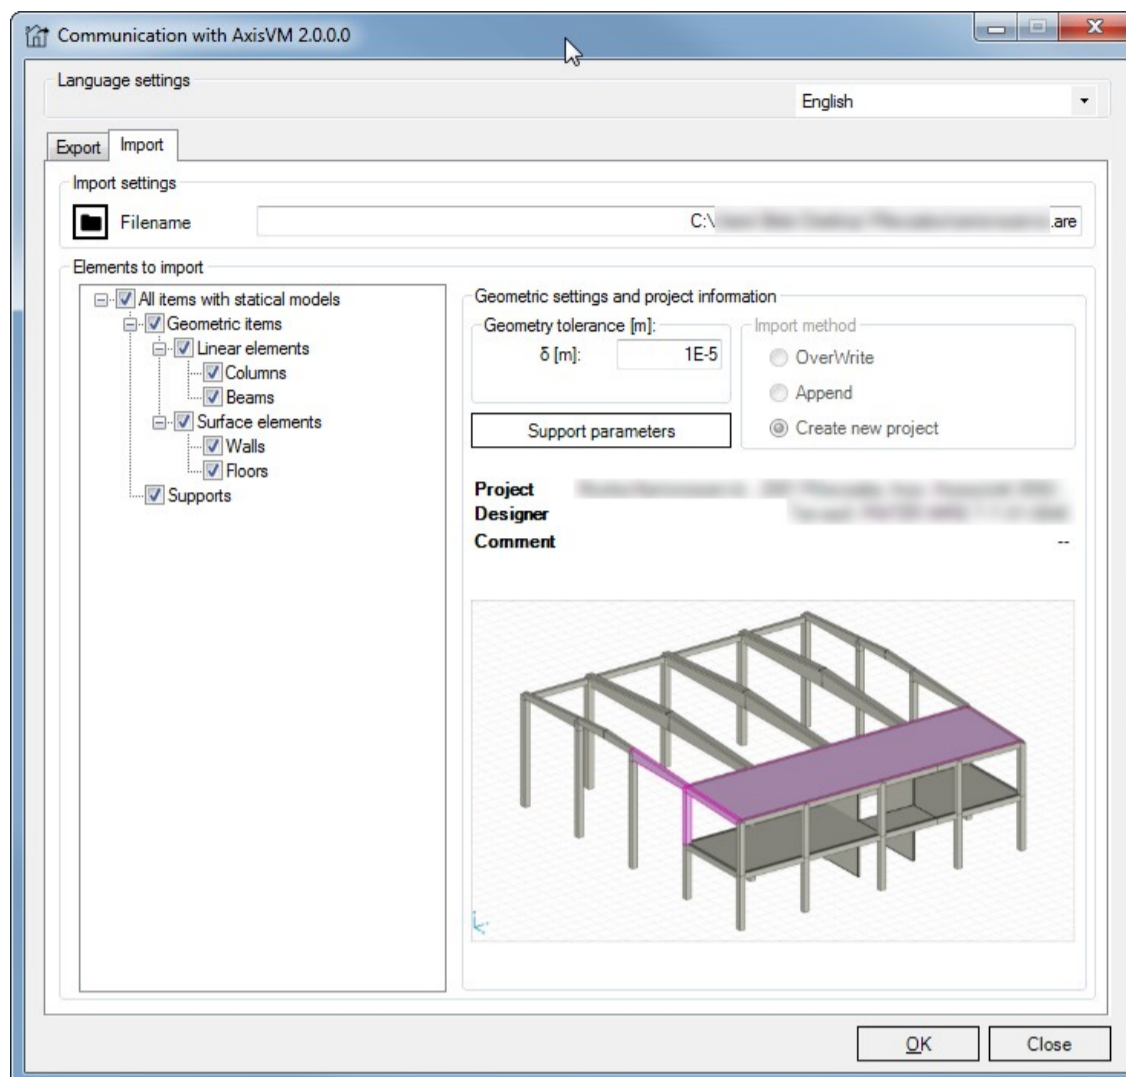 Communication with AxisVM 2.0.0.0
Language settings
English
Export Import
Import settings
Filename C:\ .are
Elements to import
All items with statical models
Geometric items
Linear elements
Columns
Beams
Surface elements
Walls
Floors
Supports
Geometric settings and project information
Geometry tolerance [m]:
δ [m]: 1E-5
Support parameters
Import method
OverWrite
Append
Create new project
Project
Designer
Comment --
OK Close